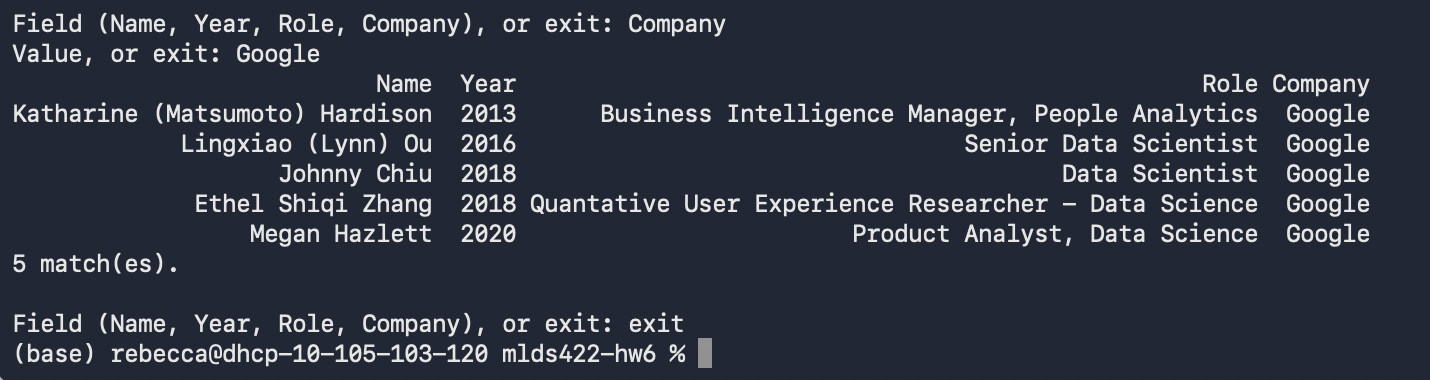 Field (Name, Year, Role, Company), or exit: Company
Value, or exit: Google
Name Year Role Company
Katharine (Matsumoto) Hardison 2013 Business Intelligence Manager, People Analytics Google
Lingxiao (Lynn) Ou 2016 Senior Data Scientist Google
Johnny Chiu 2018 Data Scientist Google
Ethel Shiqi Zhang 2018 Quantative User Experience Researcher – Data Science Google
Megan Hazlett 2020 Product Analyst, Data Science Google
5 match(es).
Field (Name, Year, Role, Company), or exit: exit
(base) rebecca@dhcp-10-105-103-120 mlds422-hw6 %